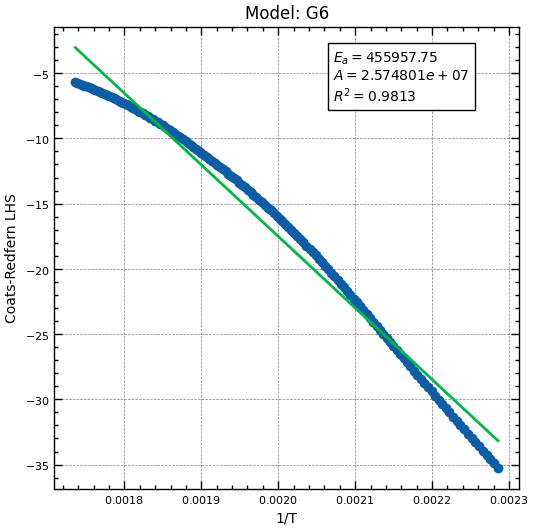 Model: G6
E_a = 455957.75
A = 2.574801e + 07
R² = 0.9813
Coats-Redfern LHS
−5
−10
−15
−20
−25
−30
−35
0.0018 0.0019 0.0020 0.0021 0.0022 0.0023
1/T